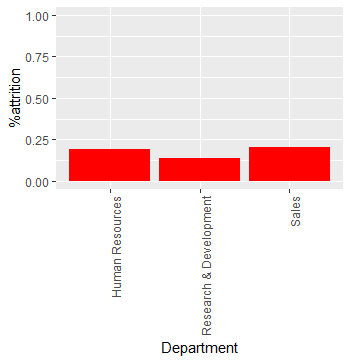 1.00
0.75
0.50
0.25
0.00
%attrition
Human Resources
Research & Development
Sales
Department